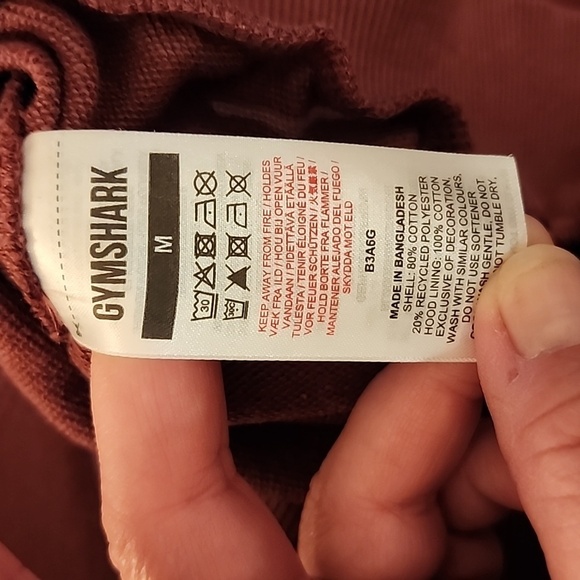 GYMSHARK
M
30
KEEP AWAY FROM FIRE / HOLDES
VÆK FRA ILD / HOU BIJ OPEN VUUR
VANDAAN / PIDETTÄVÄ ETÄÄLLÄ
TULESTA / TENIR ÉLOIGNÉ DU FEU /
VOR FEUER SCHÜTZEN / 火気厳禁 /
HOLD BORTE FRA FLAMMER /
MANTENER ALEJADO DEL FUEGO /
SKYDDA MOT ELD
B3A6G
MADE IN BANGLADESH
SHELL: 80% COTTON
20% RECYCLED POLYESTER
HOOD LINING: 100% COTTON
EXCLUSIVE OF DECORATION.
WASH WITH SIMILAR COLOURS.
DO NOT USE SOFTENER
WASH GENTLE, DO NOT
NOT TUMBLE DRY.